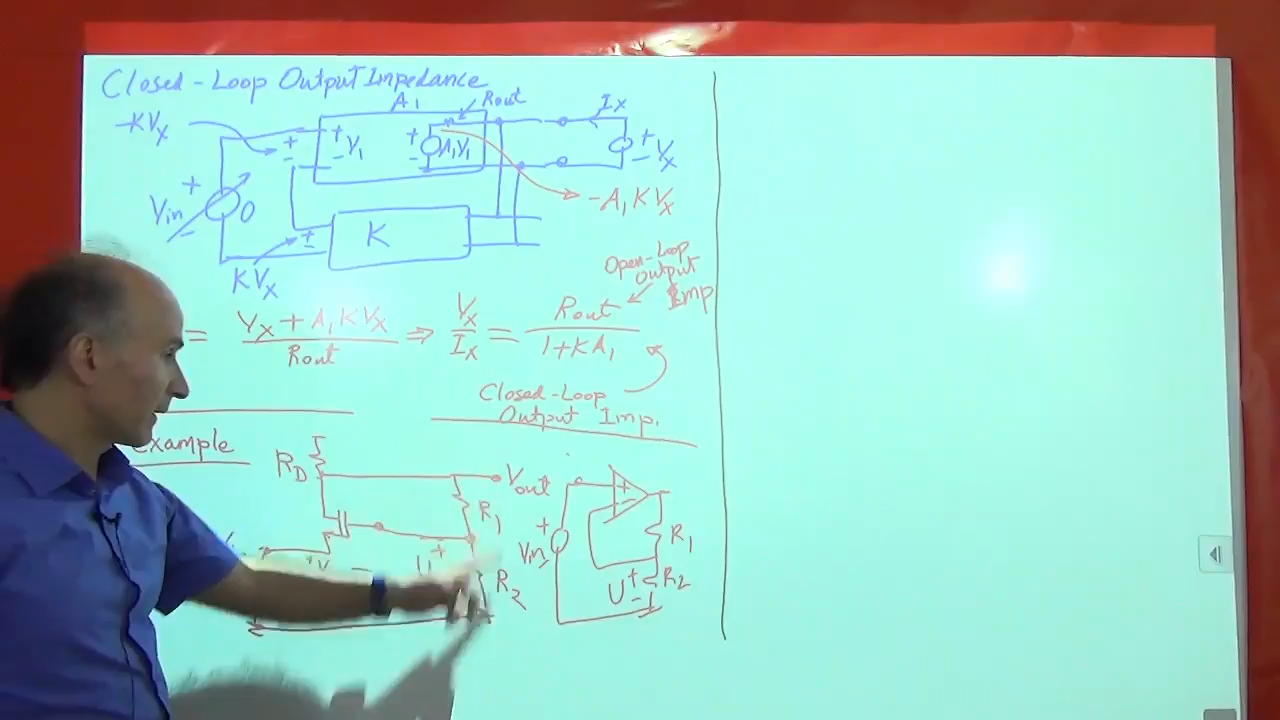 Closed-Loop Output Impedance
A1
Rout
Ix
-KVx
+ V1 -
+ A1V1 -
+ - Vx
+
-
Vin
0
-A1KVx
K
KVx
Open-Loop
Output
Imp
= Vx + A1KVx / Rout ⇒ Vx / Ix = Rout / 1+KA1
Closed-Loop
Output Imp.
Example
RD
Vout
R1
R2
U
+
+
Vin
-
+
-
R1
U + - R2